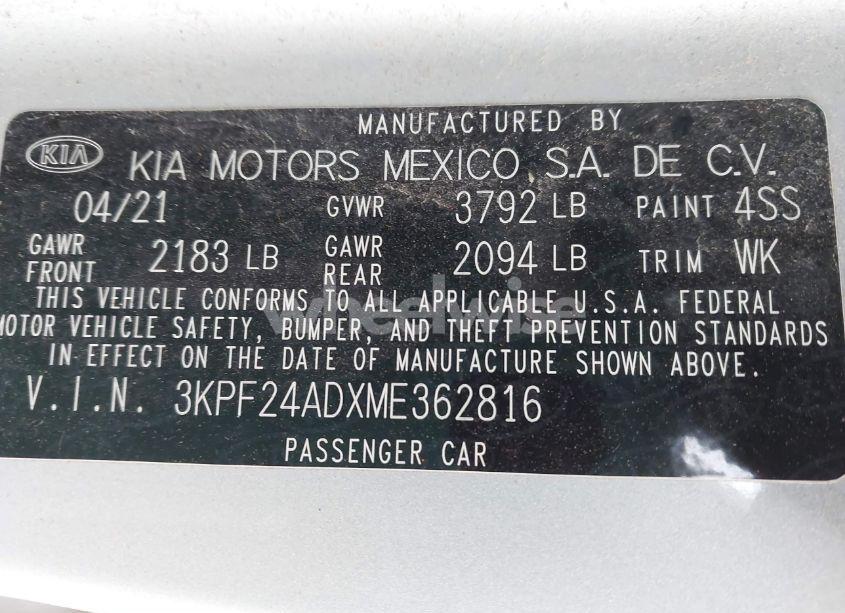 MANUFACTURED BY
KIA KIA MOTORS MEXICO S.A. DE C.V.
04/21 GVWR 3792 LB PAINT 4SS
GAWR FRONT 2183 LB GAWR REAR 2094 LB TRIM WK
THIS VEHICLE CONFORMS TO ALL APPLICABLE U.S.A. FEDERAL
MOTOR VEHICLE SAFETY, BUMPER, AND THEFT PREVENTION STANDARDS
IN EFFECT ON THE DATE OF MANUFACTURE SHOWN ABOVE.
V.I.N. 3KPF24ADXME362816
PASSENGER CAR
wheelwise